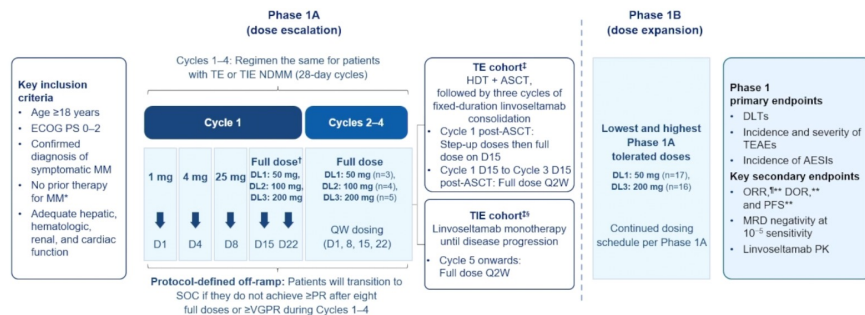 Phase 1A
(dose escalation)
Phase 1B
(dose expansion)
Cycles 1–4: Regimen the same for patients
with TE or TIE NDMM (28-day cycles)
Key inclusion
criteria
• Age ≥18 years
• ECOG PS 0–2
• Confirmed
diagnosis of
symptomatic MM
• No prior therapy
for MM*
• Adequate hepatic,
hematologic,
renal, and cardiac
function
Cycle 1
Cycles 2–4
1 mg
D1
4 mg
D4
25 mg
D8
Full dose†
DL1: 50 mg,
DL2: 100 mg,
DL3: 200 mg
D15 D22
Full dose
DL1: 50 mg (n=3),
DL2: 100 mg (n=4),
DL3: 200 mg (n=5)
QW dosing
(D1, 8, 15, 22)
Protocol-defined off-ramp: Patients will transition to
SOC if they do not achieve ≥PR after eight
full doses or ≥VGPR during Cycles 1–4
TE cohort‡
HDT + ASCT,
followed by three cycles of
fixed-duration linvoseltamab
consolidation
• Cycle 1 post-ASCT:
Step-up doses then full
dose on D15
• Cycle 1 D15 to Cycle 3 D15
post-ASCT: Full dose Q2W
TIE cohort‡§
Linvoseltamab monotherapy
until disease progression
• Cycle 5 onwards:
Full dose Q2W
Lowest and highest
Phase 1A
tolerated doses
DL1: 50 mg (n=17),
DL3: 200 mg (n=16)
Continued dosing
schedule per Phase 1A
Phase 1
primary endpoints
• DLTs
• Incidence and severity of
TEAEs
• Incidence of AESIs
Key secondary endpoints
• ORR,¶** DOR,**
and PFS**
• MRD negativity at
10⁻⁵ sensitivity
• Linvoseltamab PK